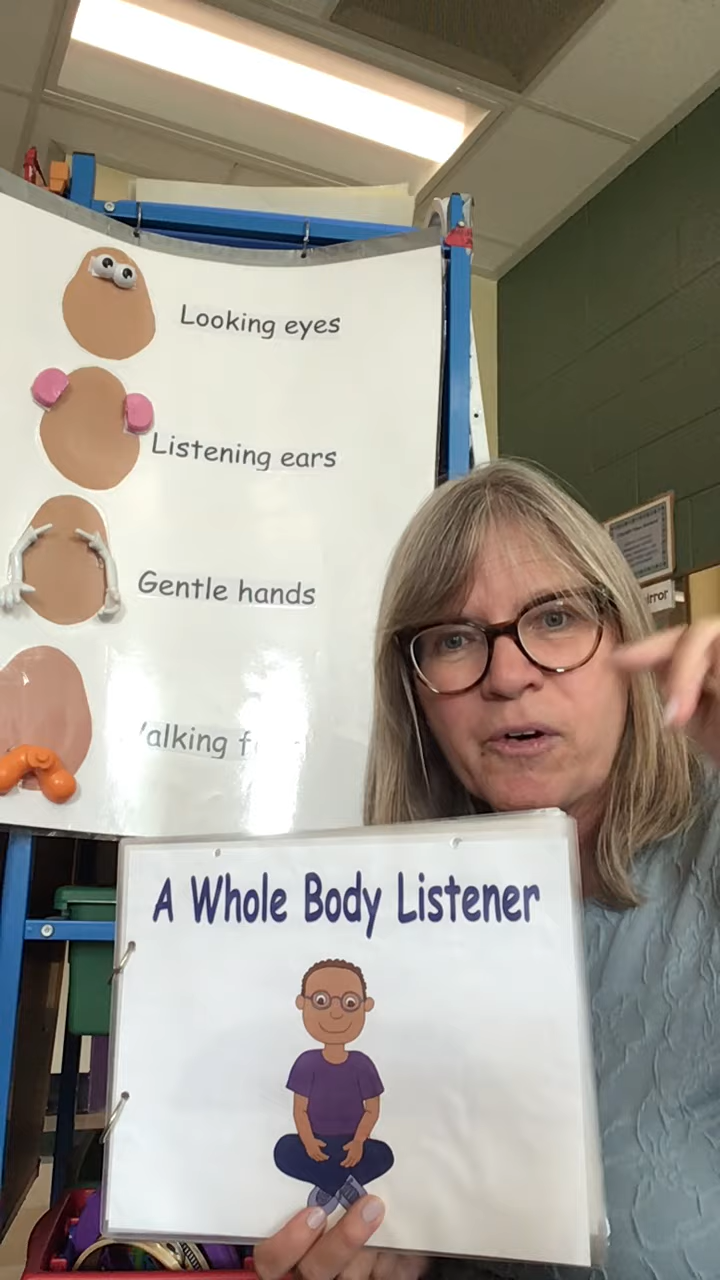 Looking eyes
Listening ears
Gentle hands
A Whole Body Listener